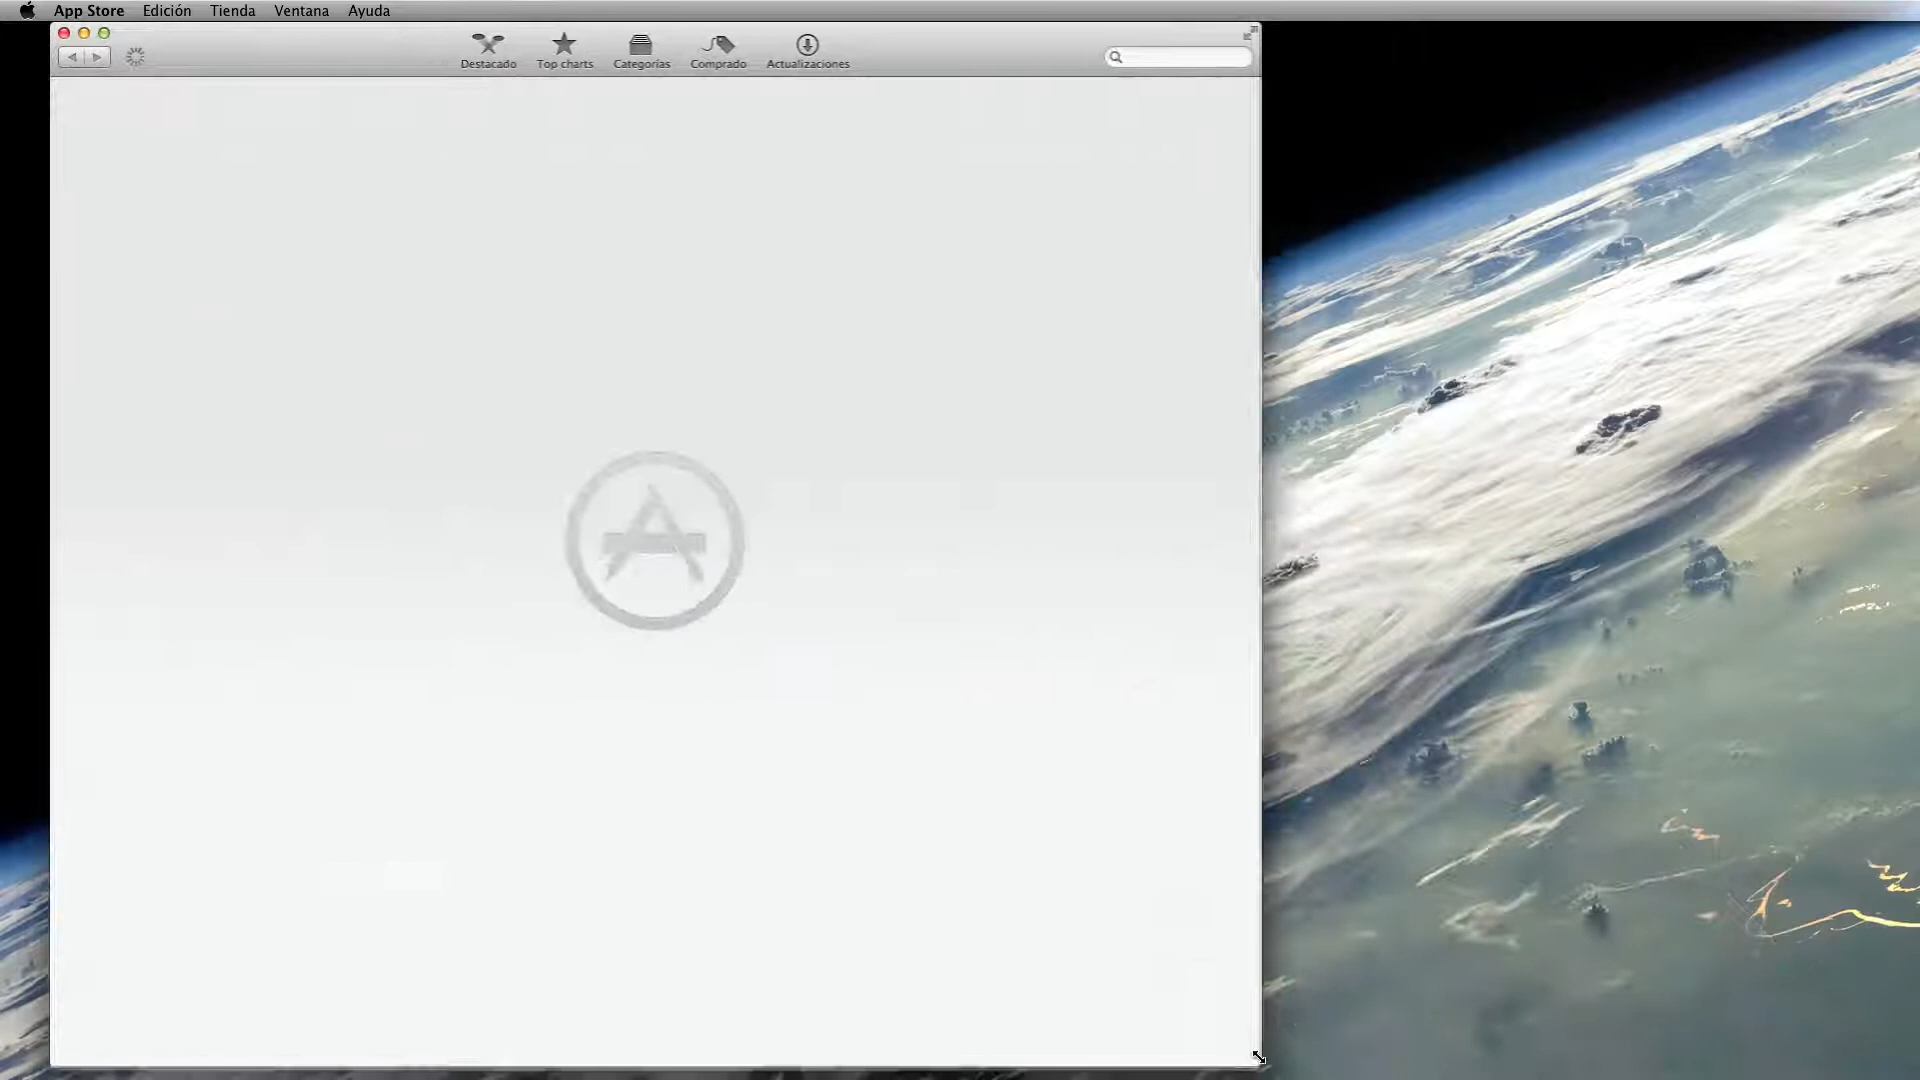 App Store Edición Tienda Ventana Ayuda
Destacado Top charts Categorías Comprado Actualizaciones